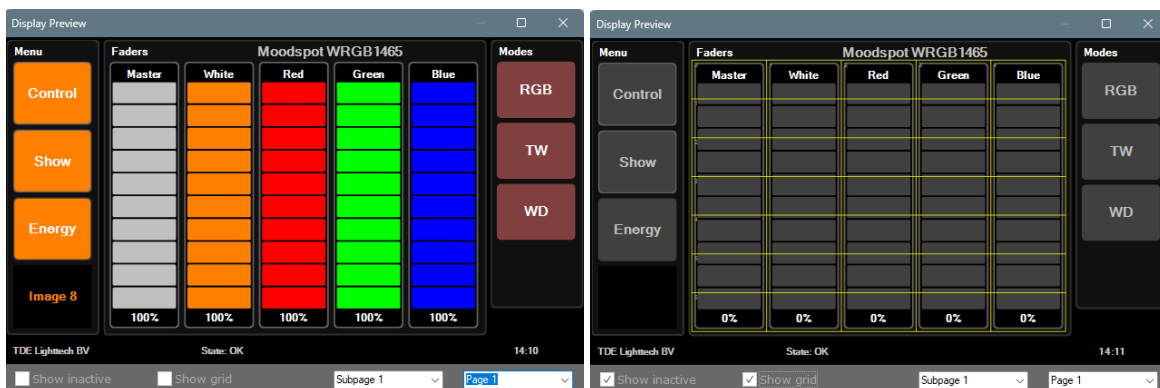 Display Preview
Menu
Faders
Moodspot WRGB1465
Modes
Master
White
Red
Green
Blue
Control
Show
Energy
Image 8
RGB
TW
WD
100%
100%
100%
100%
100%
TDE Lighttech BV
State: OK
14:10
Show inactive
Show grid
Subpage 1
Page 1
Display Preview
Menu
Faders
Moodspot WRGB1465
Modes
Master
White
Red
Green
Blue
Control
Show
Energy
RGB
TW
WD
0%
0%
0%
0%
0%
TDE Lighttech BV
State: OK
14:11
Show inactive
Show grid
Subpage 1
Page 1